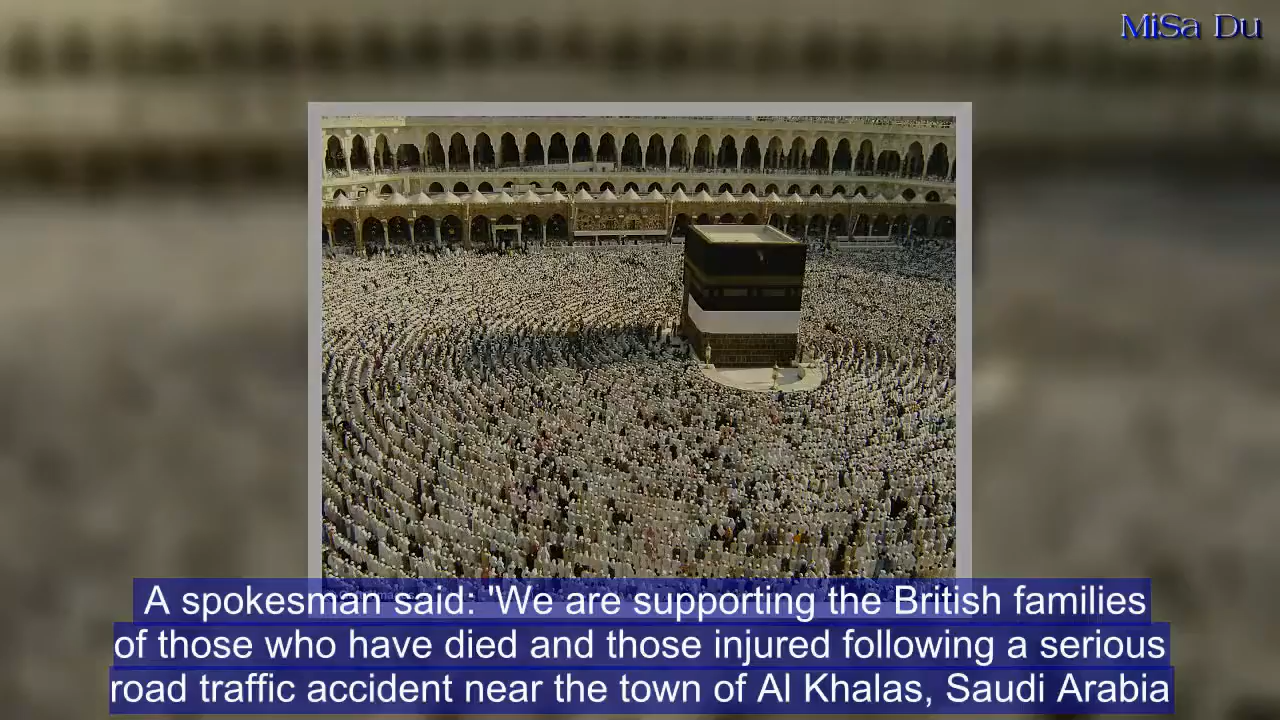 MiSa Du
A spokesman said: 'We are supporting the British families
of those who have died and those injured following a serious
road traffic accident near the town of Al Khalas, Saudi Arabia